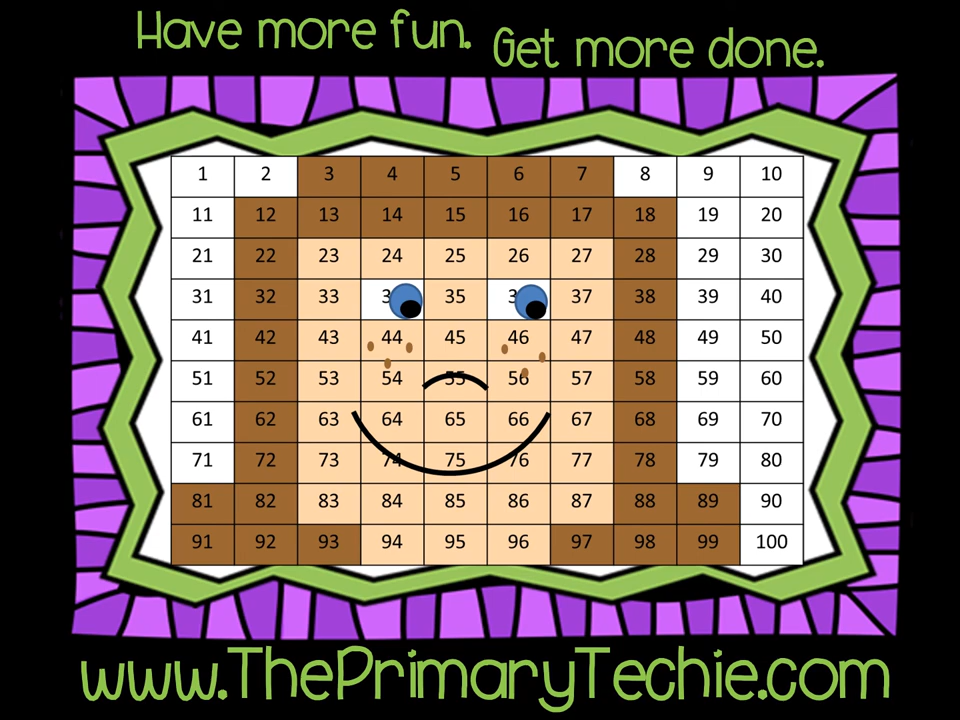 Have more fun. Get more done.
1 2 3 4 5 6 7 8 9 10
11 12 13 14 15 16 17 18 19 20
21 22 23 24 25 26 27 28 29 30
31 32 33 35 37 38 39 40
41 42 43 44 45 46 47 48 49 50
51 52 53 54 55 56 57 58 59 60
61 62 63 64 65 66 67 68 69 70
71 72 73 74 75 76 77 78 79 80
81 82 83 84 85 86 87 88 89 90
91 92 93 94 95 96 97 98 99 100
www.ThePrimaryTechie.com